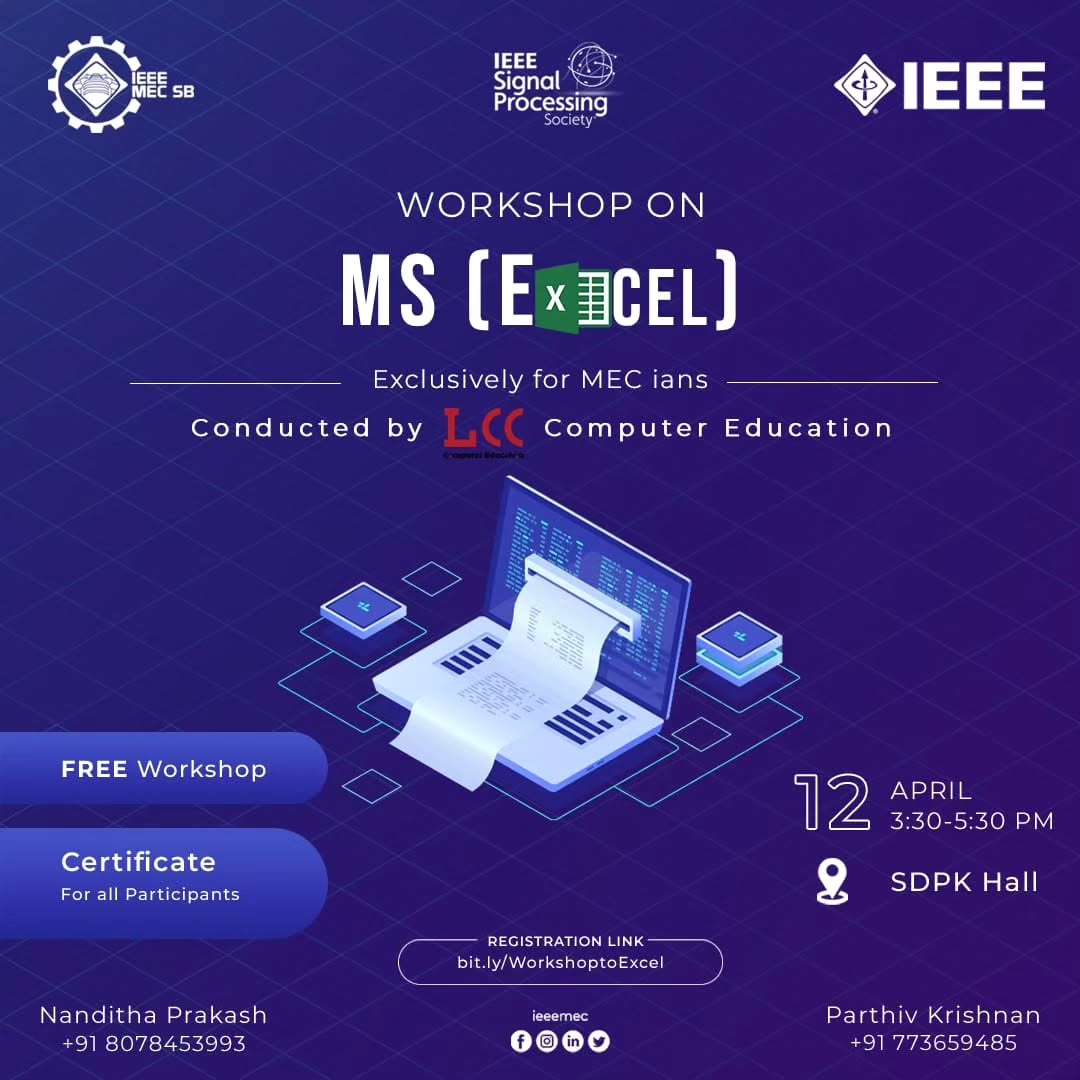 IEEE
MEC SB
IEEE
Signal
Processing
Society
IEEE
WORKSHOP ON
MS (EXCEL)
Exclusively for MEC ians
Conducted by LCC Computer Education
Computer Education
FREE Workshop
Certificate
For all Participants
12 APRIL
3:30-5:30 PM
SDPK Hall
REGISTRATION LINK
bit.ly/WorkshoptoExcel
Nanditha Prakash
+91 8078453993
ieeemec
Parthiv Krishnan
+91 773659485